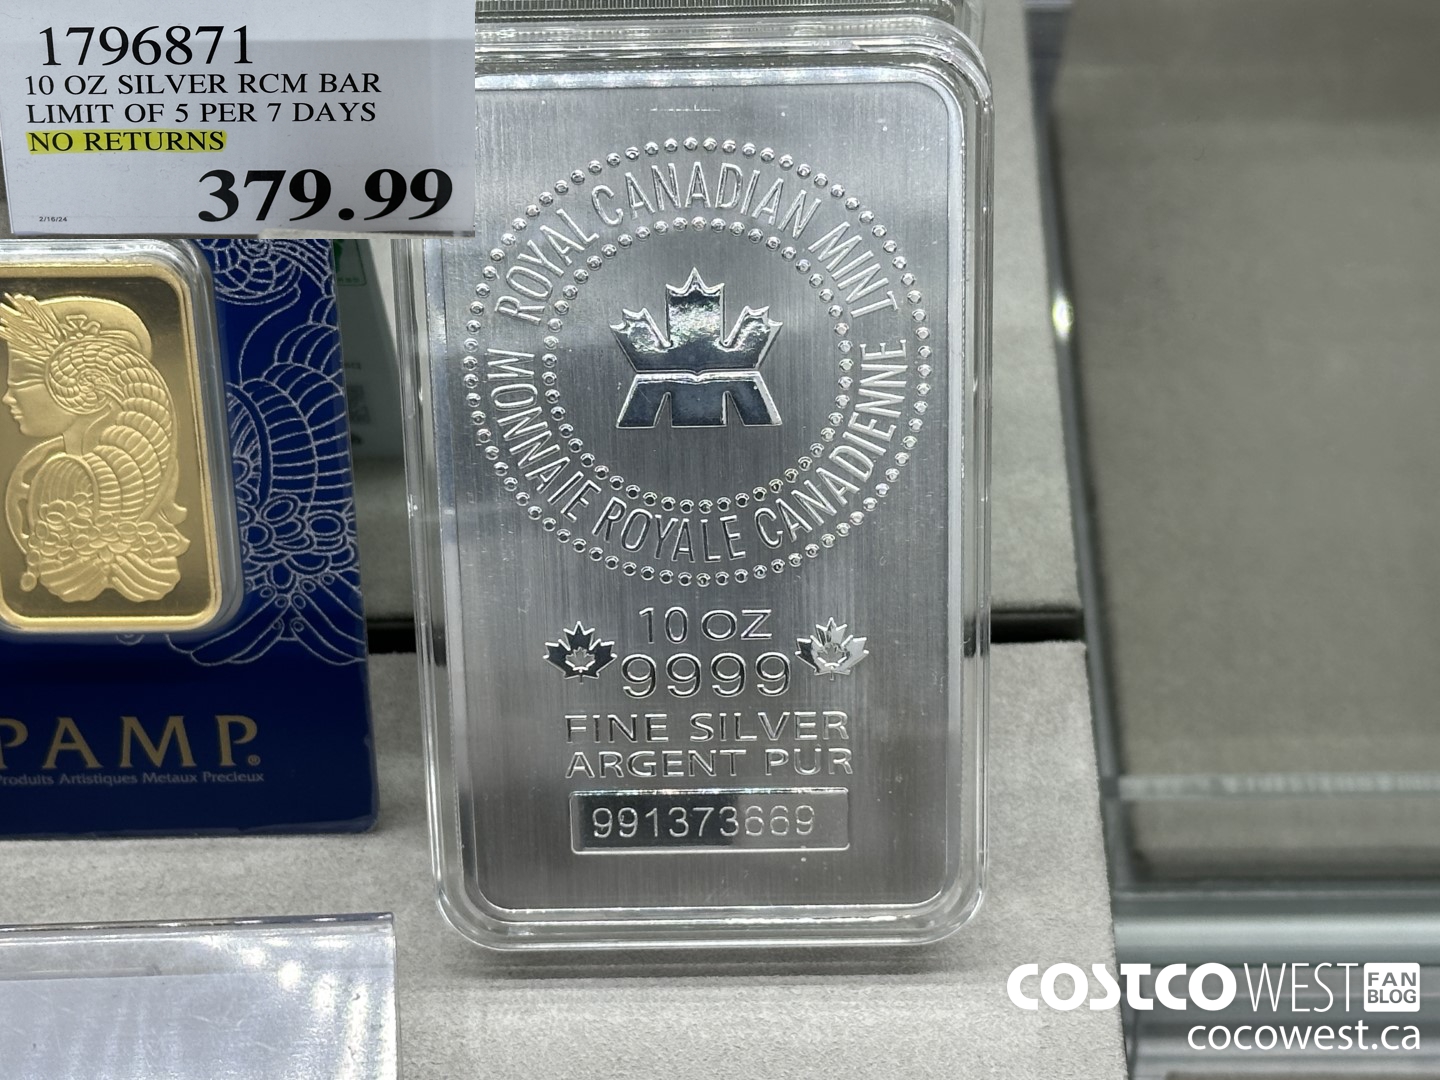 1796871
10 OZ SILVER RCM BAR
LIMIT OF 5 PER 7 DAYS
NO RETURNS
379.99
2/16/24
PAMP®
Produits Artistiques Metaux Precieux
ROYAL CANADIAN MINT
MONNAIE ROYALE CANADIENNE
10 OZ
9999
FINE SILVER
ARGENT PUR
991373669
COSTCO WEST FAN BLOG
cocowest.ca